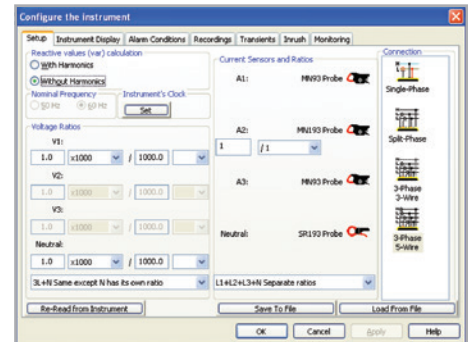 Configure the instrument
Setup Instrument Display Alarm Conditions Recordings Transients Inrush Monitoring
Reactive values (var) calculation
With Harmonics
Without Harmonics
Nominal Frequency
50 Hz 60 Hz
Instrument's Clock
Set
Voltage Ratios
V1:
1.0 x1000 / 1000.0
V2:
1.0 x1000 / 1000.0
V3:
1.0 x1000 / 1000.0
Neutral:
1.0 x1000 / 1000.0
3L+N Same except N has its own ratio
Current Sensors and Ratios
A1: MN93 Probe
A2: MN193 Probe
1 / 1
A3: MN93 Probe
Neutral: SR193 Probe
L1+L2+L3+N Separate ratios
Connection
Single-Phase
Split-Phase
3-Phase
3-Wire
3-Phase
5-Wire
Re-Read from Instrument Save To File Load From File
OK Cancel Apply Help